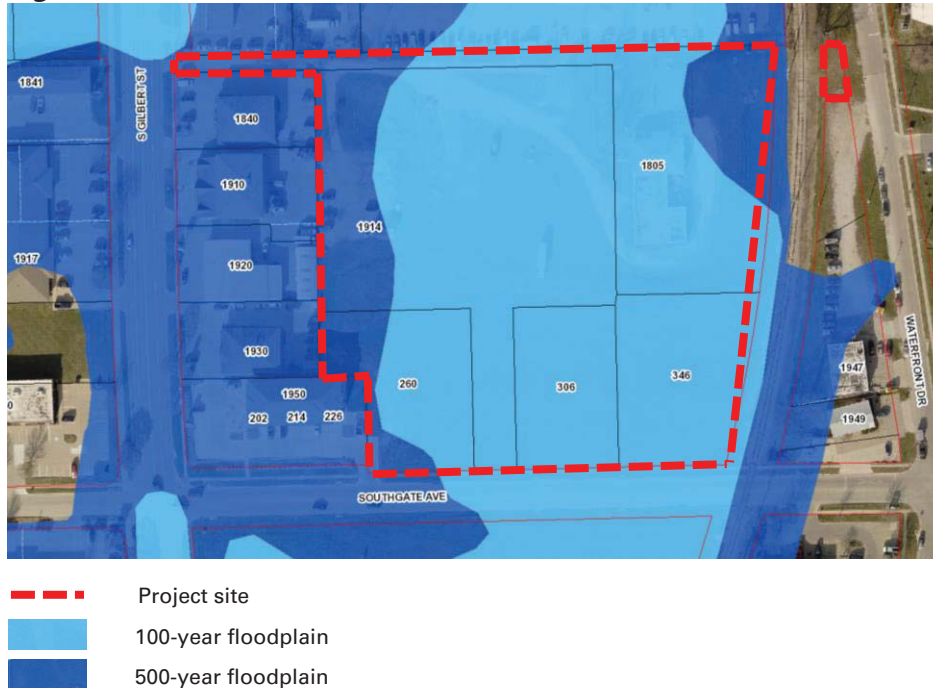 1841
S GILBERT ST
1840
1910
1805
1914
1917
1920
1930
260
306
346
1947
1949
WATERFRONT DR
1950
202 214 226
0
SOUTHGATE AVE
Project site
100-year floodplain
500-year floodplain